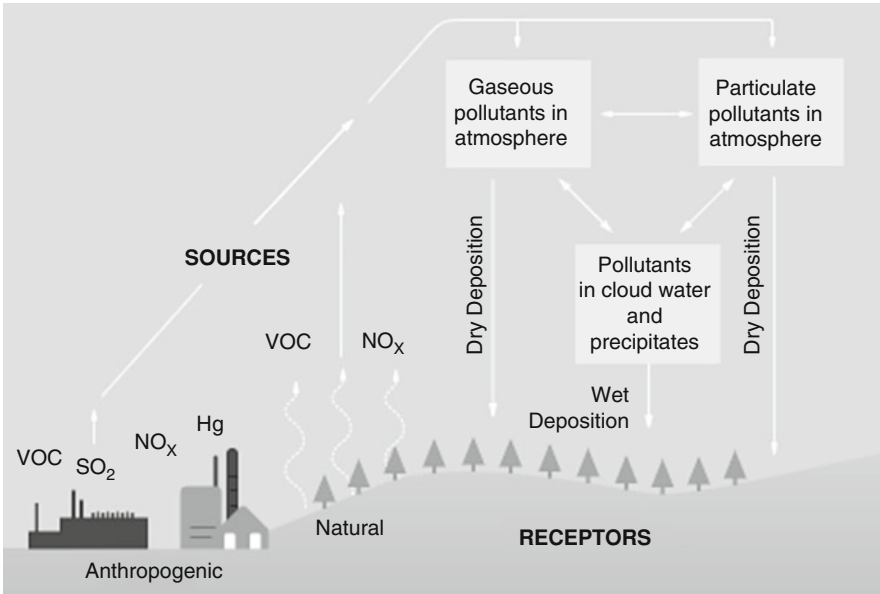 Gaseous
pollutants in
atmosphere
Particulate
pollutants in
atmosphere
SOURCES
Dry Deposition
Pollutants
in cloud water
and
precipitates
Dry Deposition
VOC
NOX
Wet
Deposition
VOC
SO2
NOX
Hg
Natural
RECEPTORS
Anthropogenic